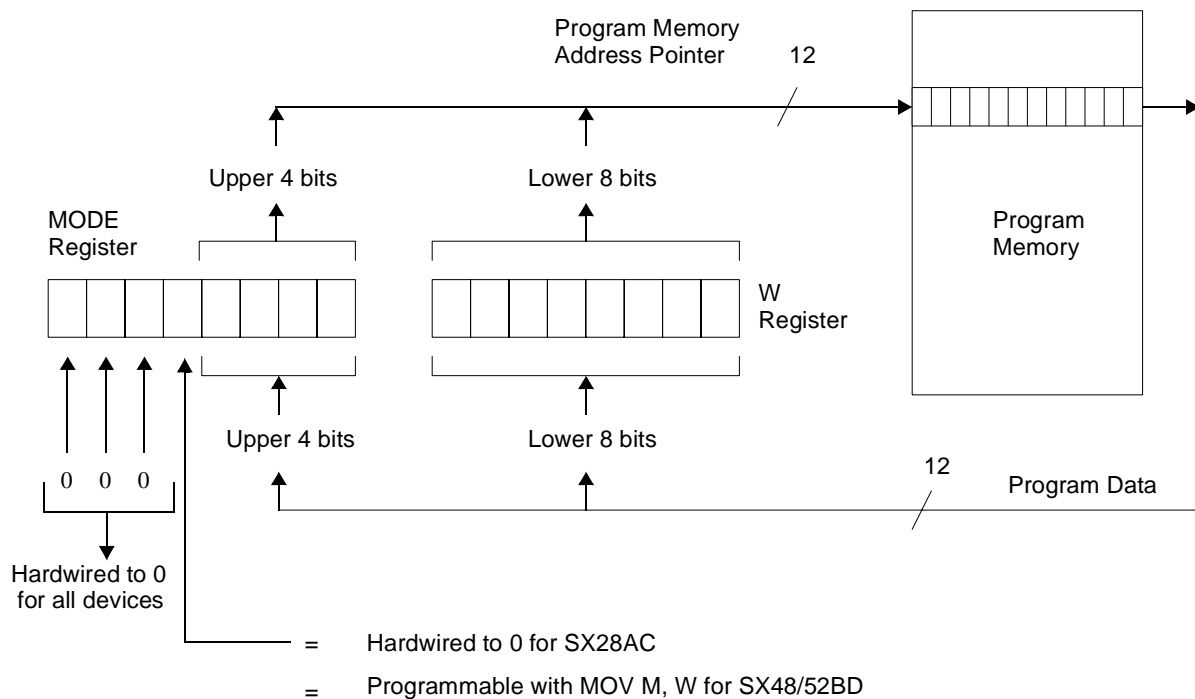 Program Memory
Address Pointer
12
Upper 4 bits
Lower 8 bits
MODE
Register
Program
Memory
W
Register
Upper 4 bits
Lower 8 bits
12
Program Data
0 0 0
Hardwired to 0
for all devices
= Hardwired to 0 for SX28AC
= Programmable with MOV M, W for SX48/52BD